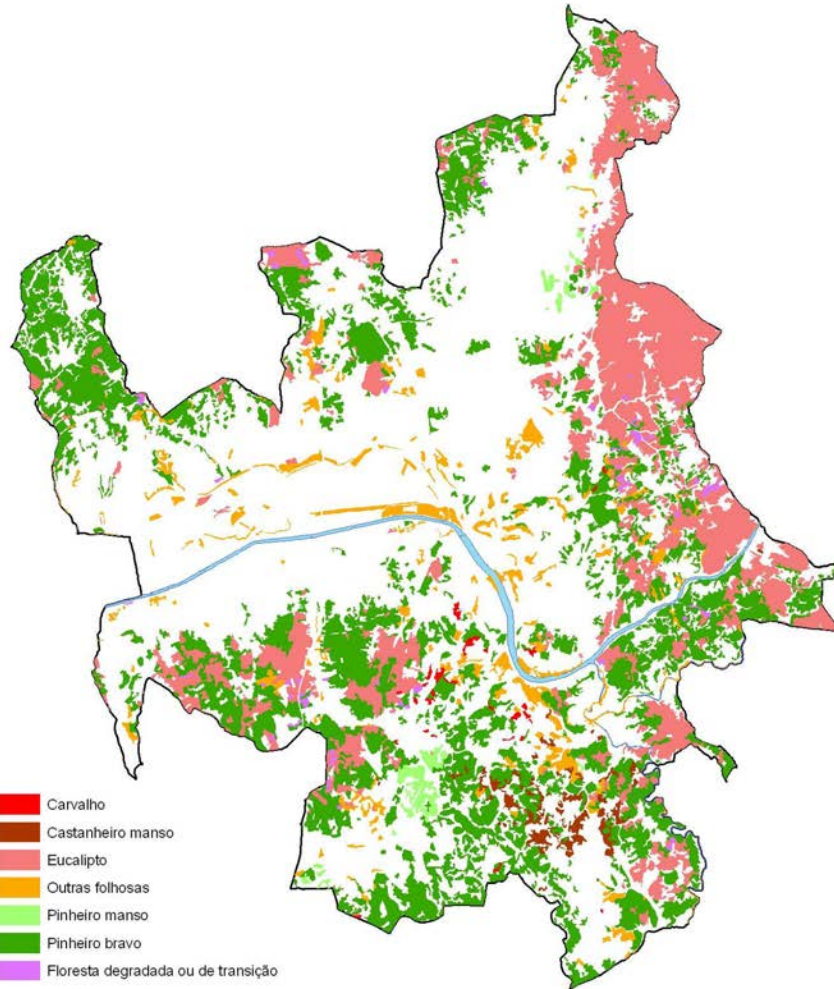 Carvalho
Castanheiro manso
Eucalipto
Outras folhosas
Pinheiro manso
Pinheiro bravo
Floresta degradada ou de transição